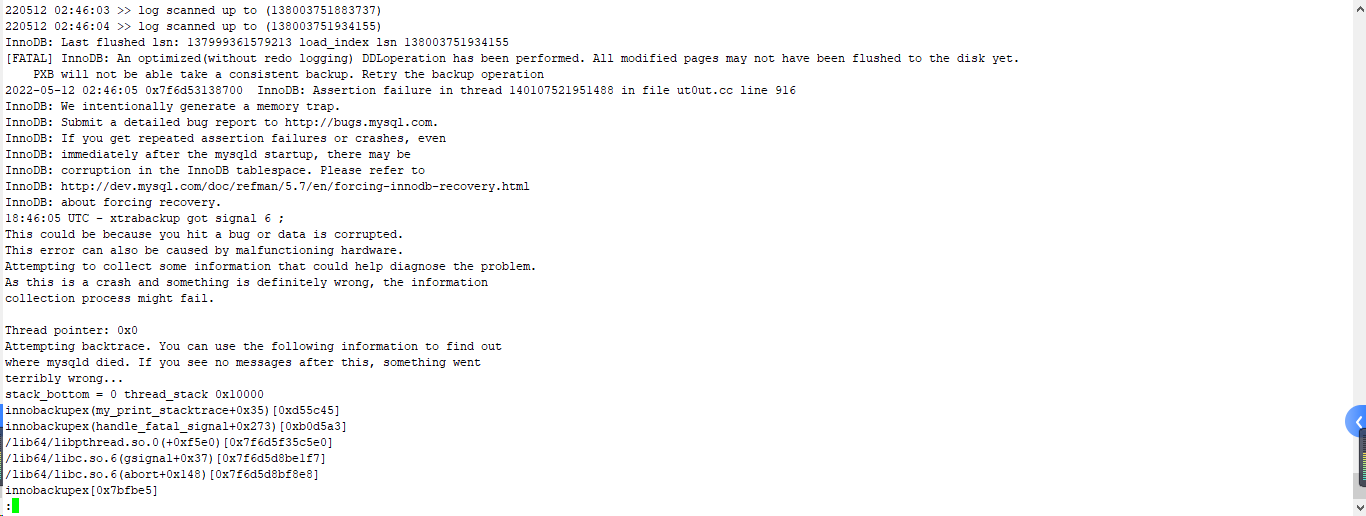 220512 02:46:03 >> log scanned up to (138003751883737)
220512 02:46:04 >> log scanned up to (138003751934155)
InnoDB: Last flushed lsn: 137999361579213 load_index lsn 138003751934155
[FATAL] InnoDB: An optimized(without redo logging) DDLoperation has been performed. All modified pages may not have been flushed to the disk yet.
    PXB will not be able take a consistent backup. Retry the backup operation
2022-05-12 02:46:05 0x7f6d53138700  InnoDB: Assertion failure in thread 140107521951488 in file ut0ut.cc line 916
InnoDB: We intentionally generate a memory trap.
InnoDB: Submit a detailed bug report to http://bugs.mysql.com.
InnoDB: If you get repeated assertion failures or crashes, even
InnoDB: immediately after the mysqld startup, there may be
InnoDB: corruption in the InnoDB tablespace. Please refer to
InnoDB: http://dev.mysql.com/doc/refman/5.7/en/forcing-innodb-recovery.html
InnoDB: about forcing recovery.
18:46:05 UTC - xtrabackup got signal 6 ;
This could be because you hit a bug or data is corrupted.
This error can also be caused by malfunctioning hardware.
Attempting to collect some information that could help diagnose the problem.
As this is a crash and something is definitely wrong, the information
collection process might fail.

Thread pointer: 0x0
Attempting backtrace. You can use the following information to find out
where mysqld died. If you see no messages after this, something went
terribly wrong...
stack_bottom = 0 thread_stack 0x10000
innobackupex(my_print_stacktrace+0x35)[0xd55c45]
innobackupex(handle_fatal_signal+0x273)[0xb0d5a3]
/lib64/libpthread.so.0(+0xf5e0)[0x7f6d5f35c5e0]
/lib64/libc.so.6(gsignal+0x37)[0x7f6d5d8be1f7]
/lib64/libc.so.6(abort+0x148)[0x7f6d5d8bf8e8]
innobackupex[0x7bfbe5]
: